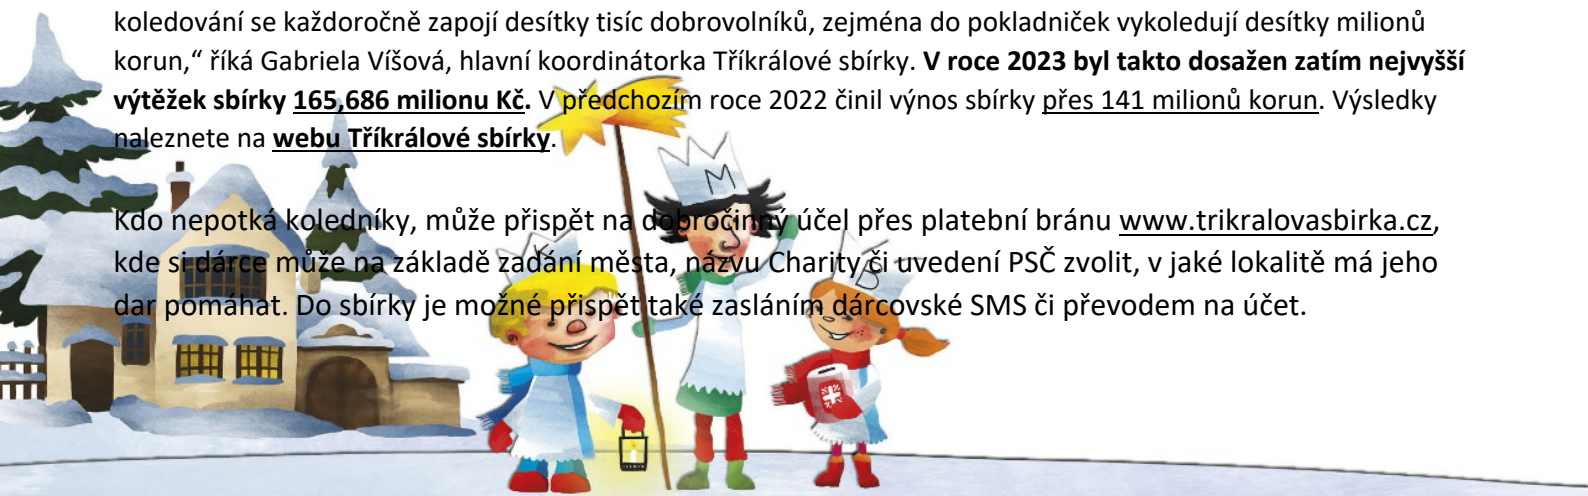 koledování se každoročně zapojí desítky tisíc dobrovolníků, zejména do pokladniček vykoledují desítky milionů
korun,“ říká Gabriela Víšová, hlavní koordinátorka Tříkrálové sbírky. V roce 2023 byl takto dosažen zatím nejvyšší
výtěžek sbírky 165,686 milionu Kč. V předchozím roce 2022 činil výnos sbírky přes 141 milionů korun. Výsledky
naleznete na webu Tříkrálové sbírky.
Kdo nepotká koledníky, může přispět na dobročinný účel přes platební bránu www.trikralovasbirka.cz,
kde si dárce může na základě zadání města, názvu Charity či uvedení PSČ zvolit, v jaké lokalitě má jeho
dar pomáhat. Do sbírky je možné přispět také zasláním dárcovské SMS či převodem na účet.
K M B